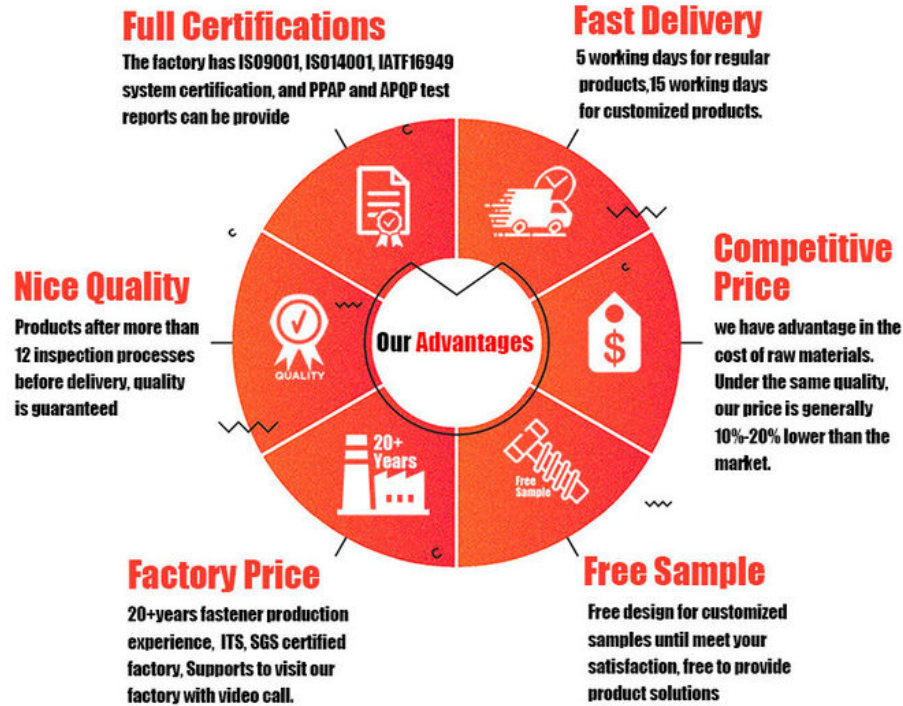 Full Certifications
The factory has ISO9001, ISO14001, IATF16949
system certification, and PPAP and APQP test
reports can be provide
Fast Delivery
5 working days for regular
products,15 working days
for customized products.
Nice Quality
Products after more than
12 inspection processes
before delivery, quality
is guaranteed
QUALITY
Our Advantages
$
Competitive
Price
we have advantage in the
cost of raw materials.
Under the same quality,
our price is generally
10%-20% lower than the
market.
20+
Years
Free
Sample
Factory Price
20+years fastener production
experience, ITS, SGS certified
factory, Supports to visit our
factory with video call.
Free Sample
Free design for customized
samples until meet your
satisfaction, free to provide
product solutions